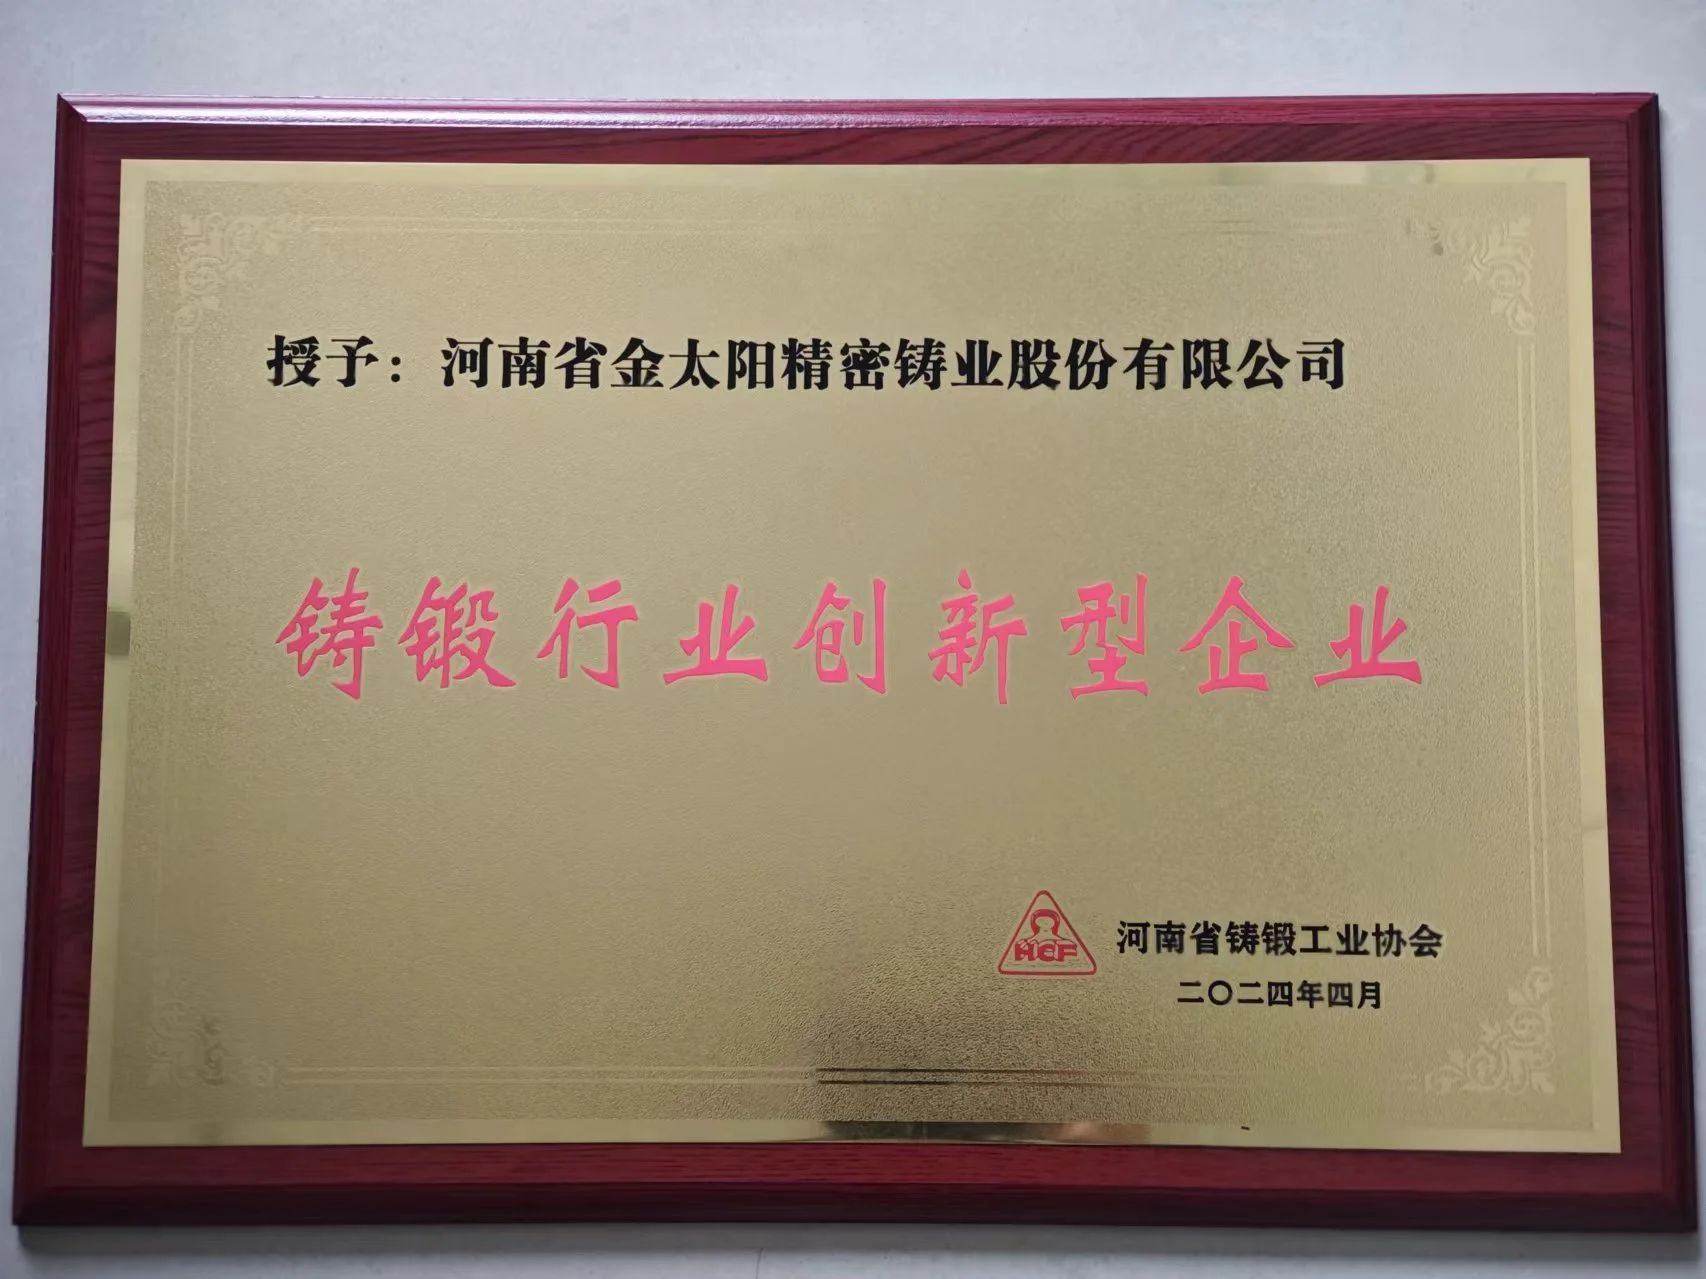 授予：河南省金太阳精密铸业股份有限公司
铸锻行业创新型企业
HCF
河南省铸锻工业协会
二〇二四年四月